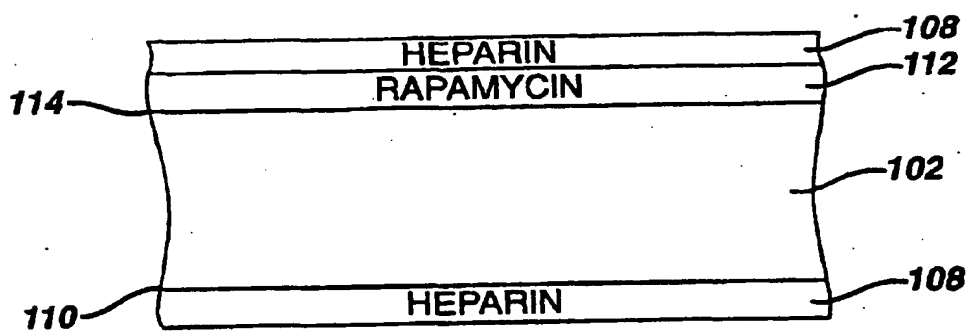 HEPARIN 108
RAPAMYCIN 112
114
102
110 HEPARIN 108